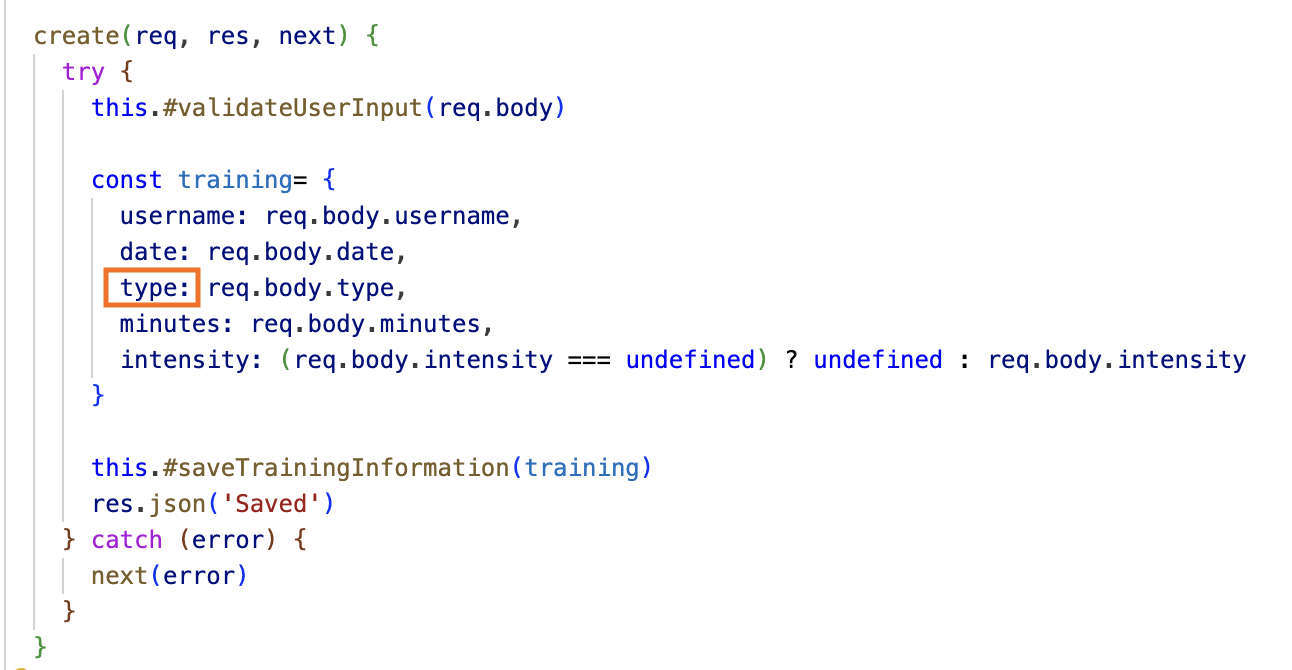 create(req, res, next) {
try {
this.#validateUserInput(req.body)
const training= {
username: req.body.username,
date: req.body.date,
type: req.body.type,
minutes: req.body.minutes,
intensity: (req.body.intensity === undefined) ? undefined : req.body.intensity
}
this.#saveTrainingInformation(training)
res.json('Saved')
} catch (error) {
next(error)
}
}